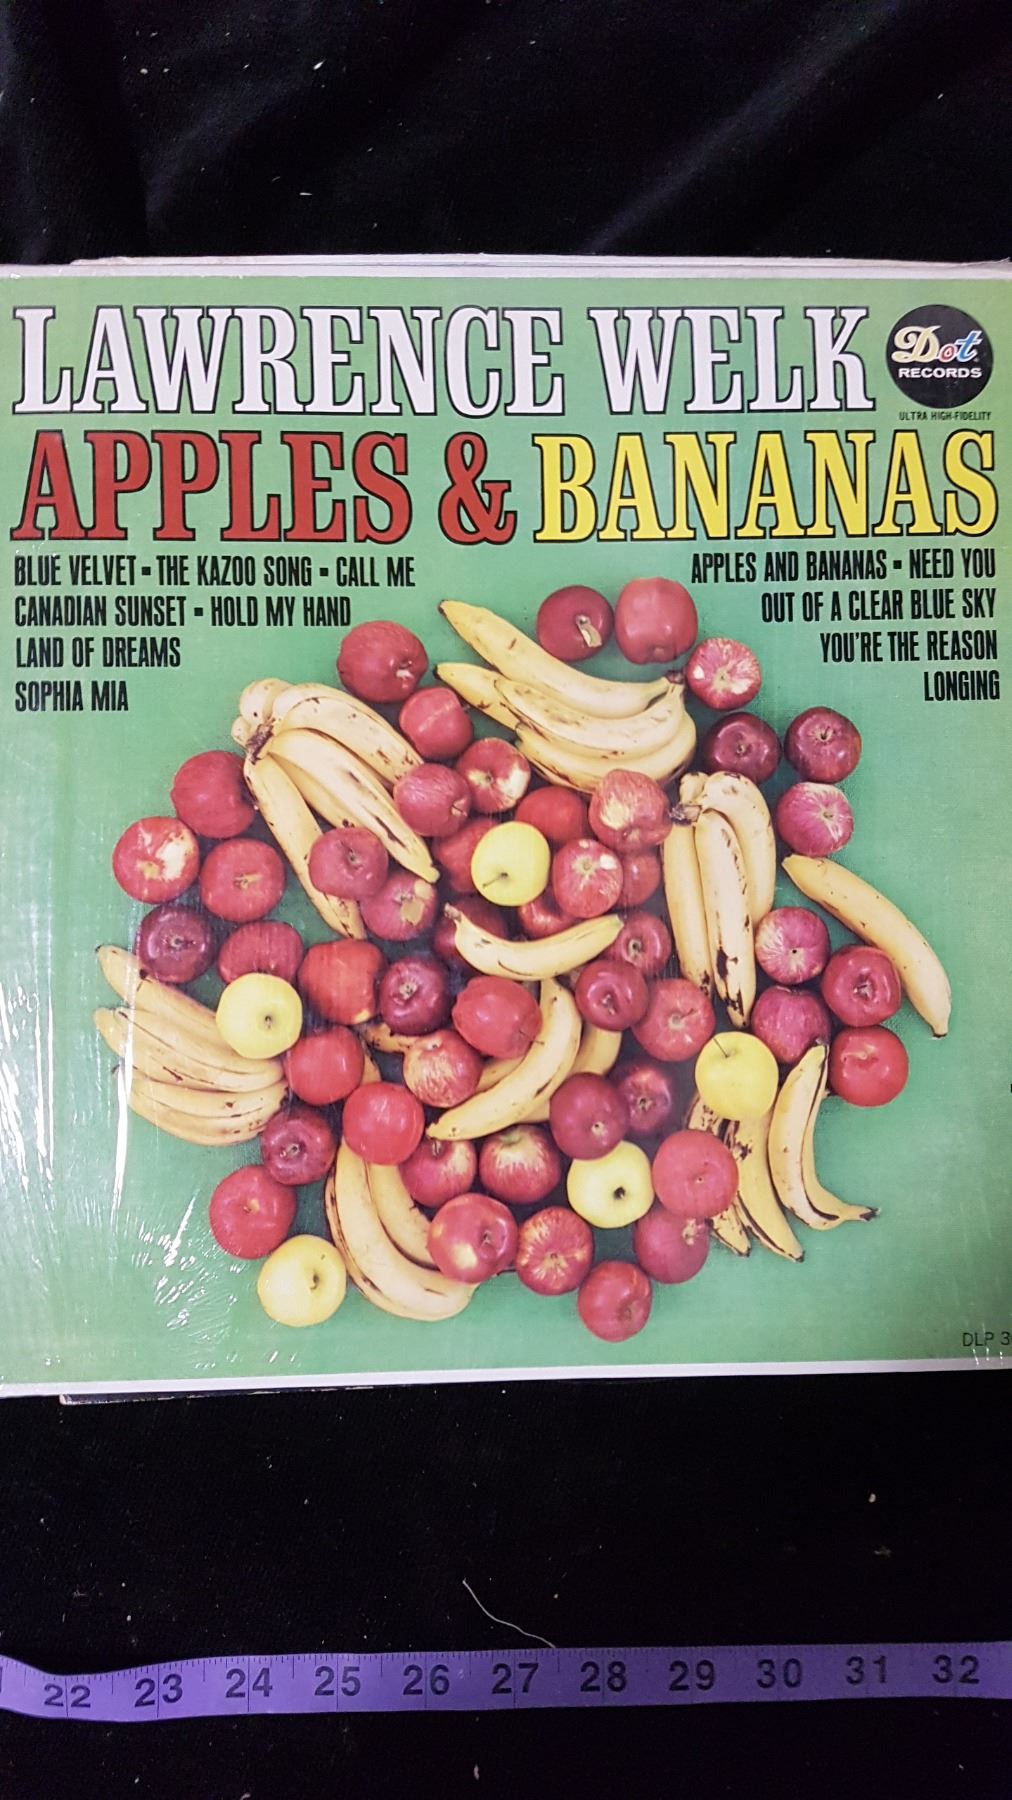 LAWRENCE WELK
Dot
RECORDS
ULTRA HIGH-FIDELITY
APPLES & BANANAS
BLUE VELVET ▪ THE KAZOO SONG ▪ CALL ME
CANADIAN SUNSET ▪ HOLD MY HAND
LAND OF DREAMS
SOPHIA MIA
APPLES AND BANANAS ▪ NEED YOU
OUT OF A CLEAR BLUE SKY
YOU'RE THE REASON
LONGING
DLP 3
22 23 24 25 26 27 28 29 30 31 32